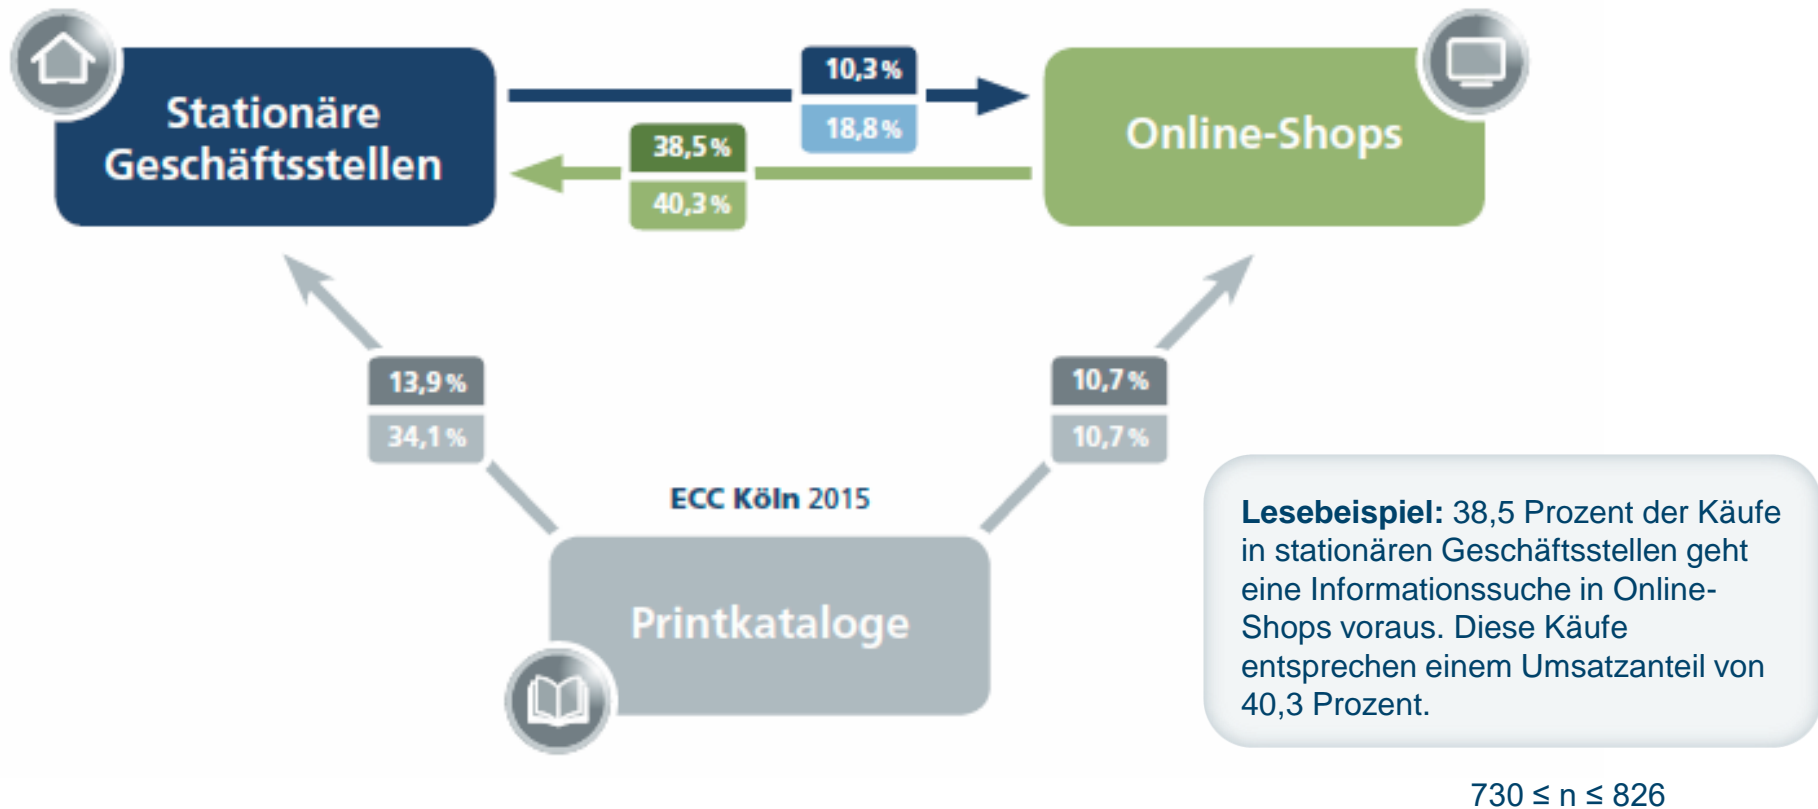 Stationäre
Geschäftsstellen
10,3 %
18,8 %
38,5 %
40,3 %
Online-Shops
13,9 %
34,1 %
10,7 %
10,7 %
ECC Köln 2015
Printkataloge
Lesebeispiel: 38,5 Prozent der Käufe
in stationären Geschäftsstellen geht
eine Informationssuche in Online-
Shops voraus. Diese Käufe
entsprechen einem Umsatzanteil von
40,3 Prozent.
730 ≤ n ≤ 826